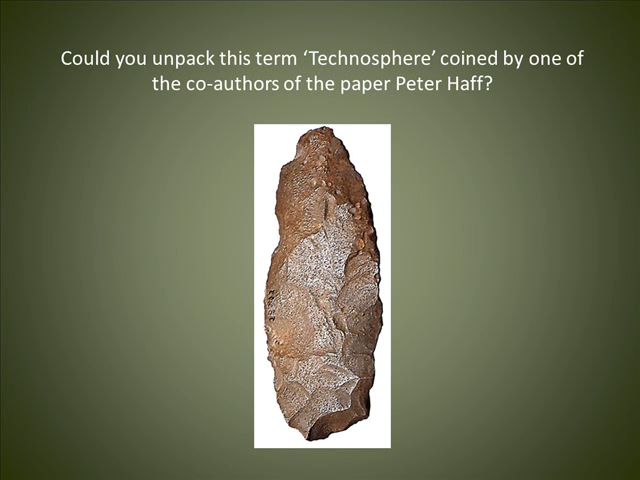 Could you unpack this term ‘Technosphere’ coined by one of
the co-authors of the paper Peter Haff?